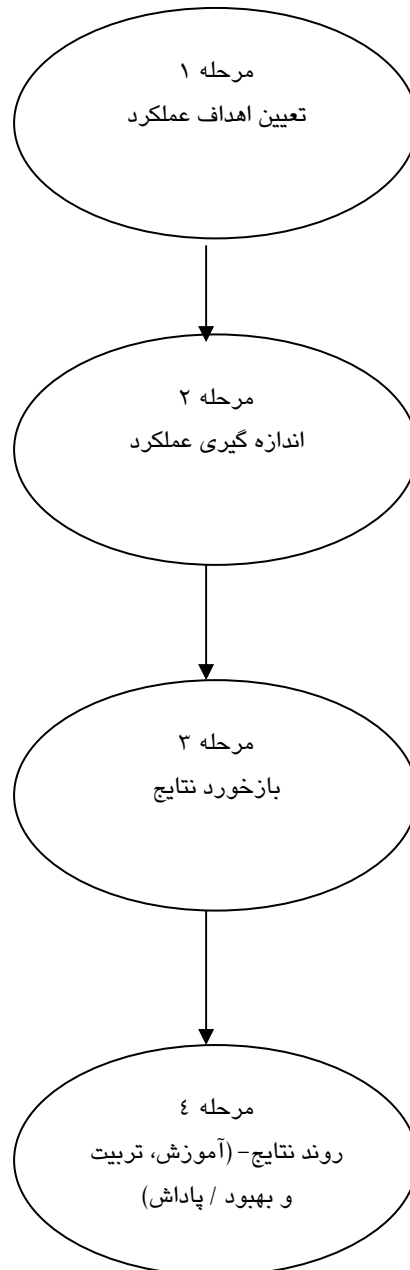 مرحله ۱
تعیین اهداف عملکرد
مرحله ۲
اندازه گیری عملکرد
مرحله ۳
بازخورد نتایج
مرحله ٤
روند نتایج- (آموزش، تربیت
و بهبود / پاداش)